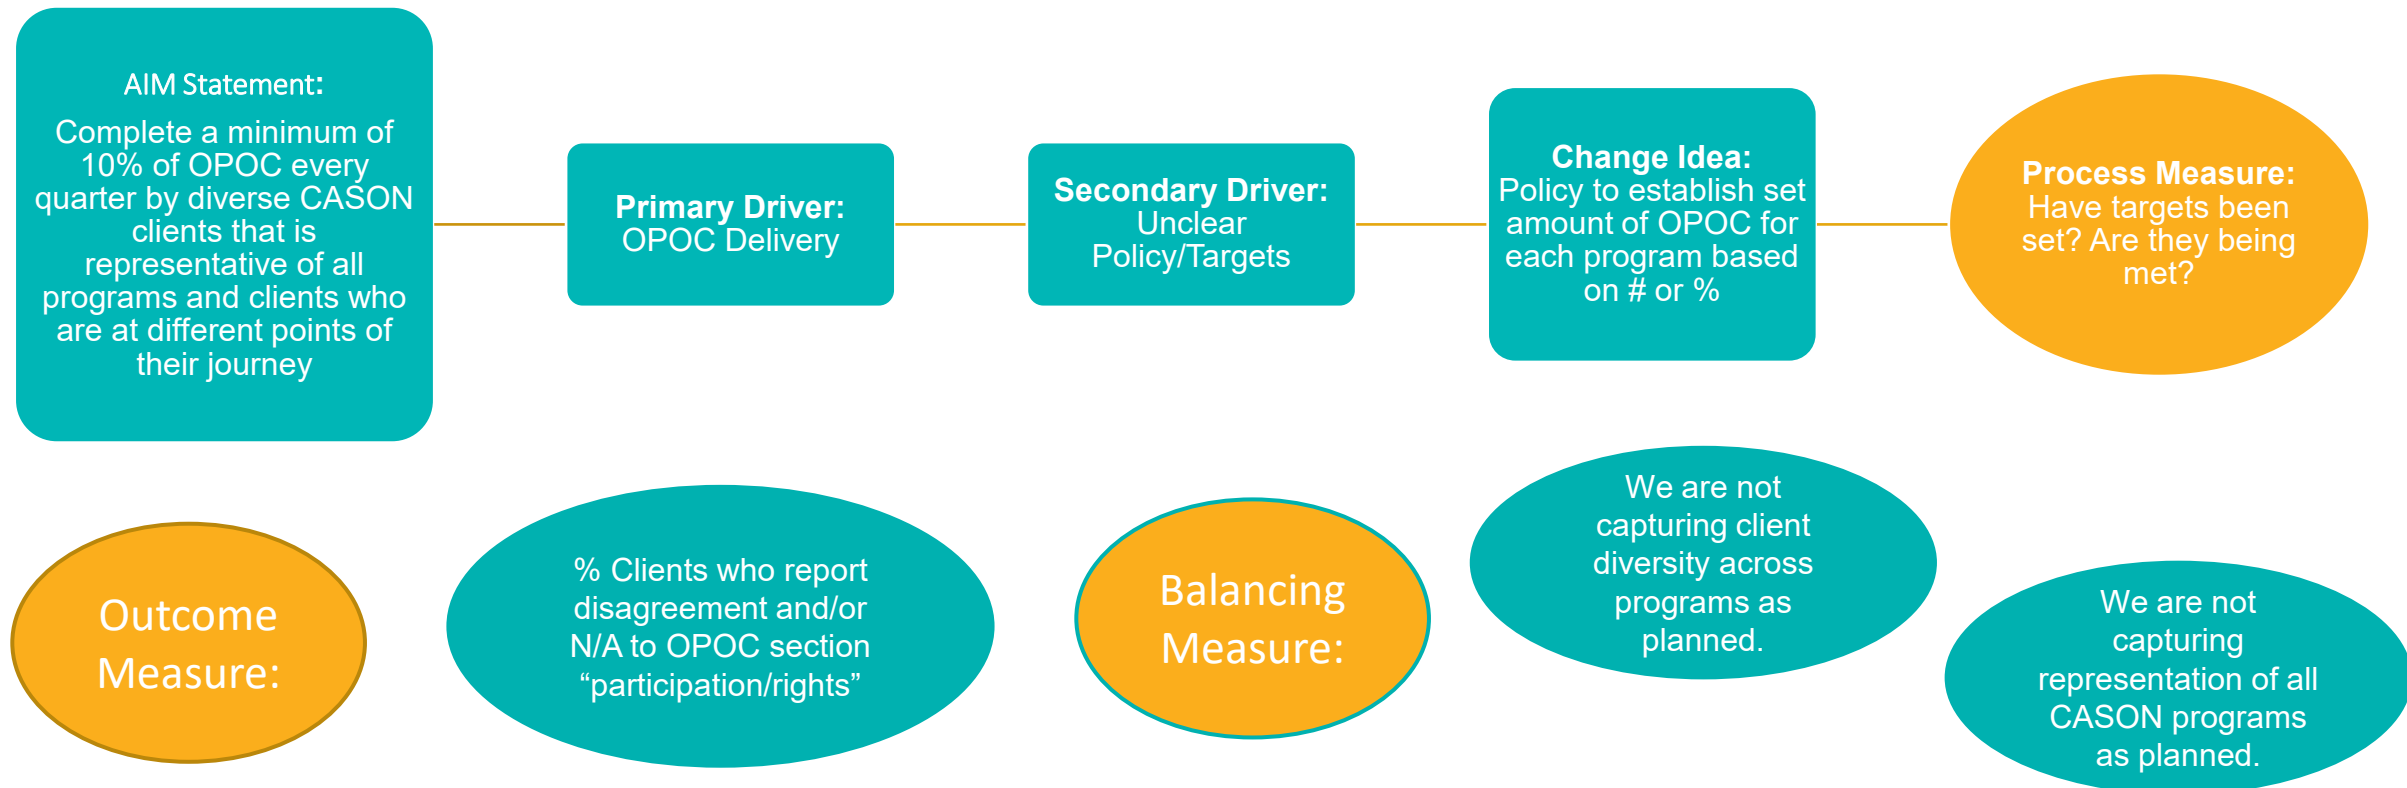 AIM Statement:
Complete a minimum of
10% of OPOC every
quarter by diverse CASON
clients that is
representative of all
programs and clients who
are at different points of
their journey
Primary Driver:
OPOC Delivery
Secondary Driver:
Unclear
Policy/Targets
Change Idea:
Policy to establish set
amount of OPOC for
each program based
on # or %
Process Measure:
Have targets been
set? Are they being
met?
Outcome
Measure:
% Clients who report
disagreement and/or
N/A to OPOC section
“participation/rights”
Balancing
Measure:
We are not
capturing client
diversity across
programs as
planned.
We are not
capturing
representation of all
CASON programs
as planned.